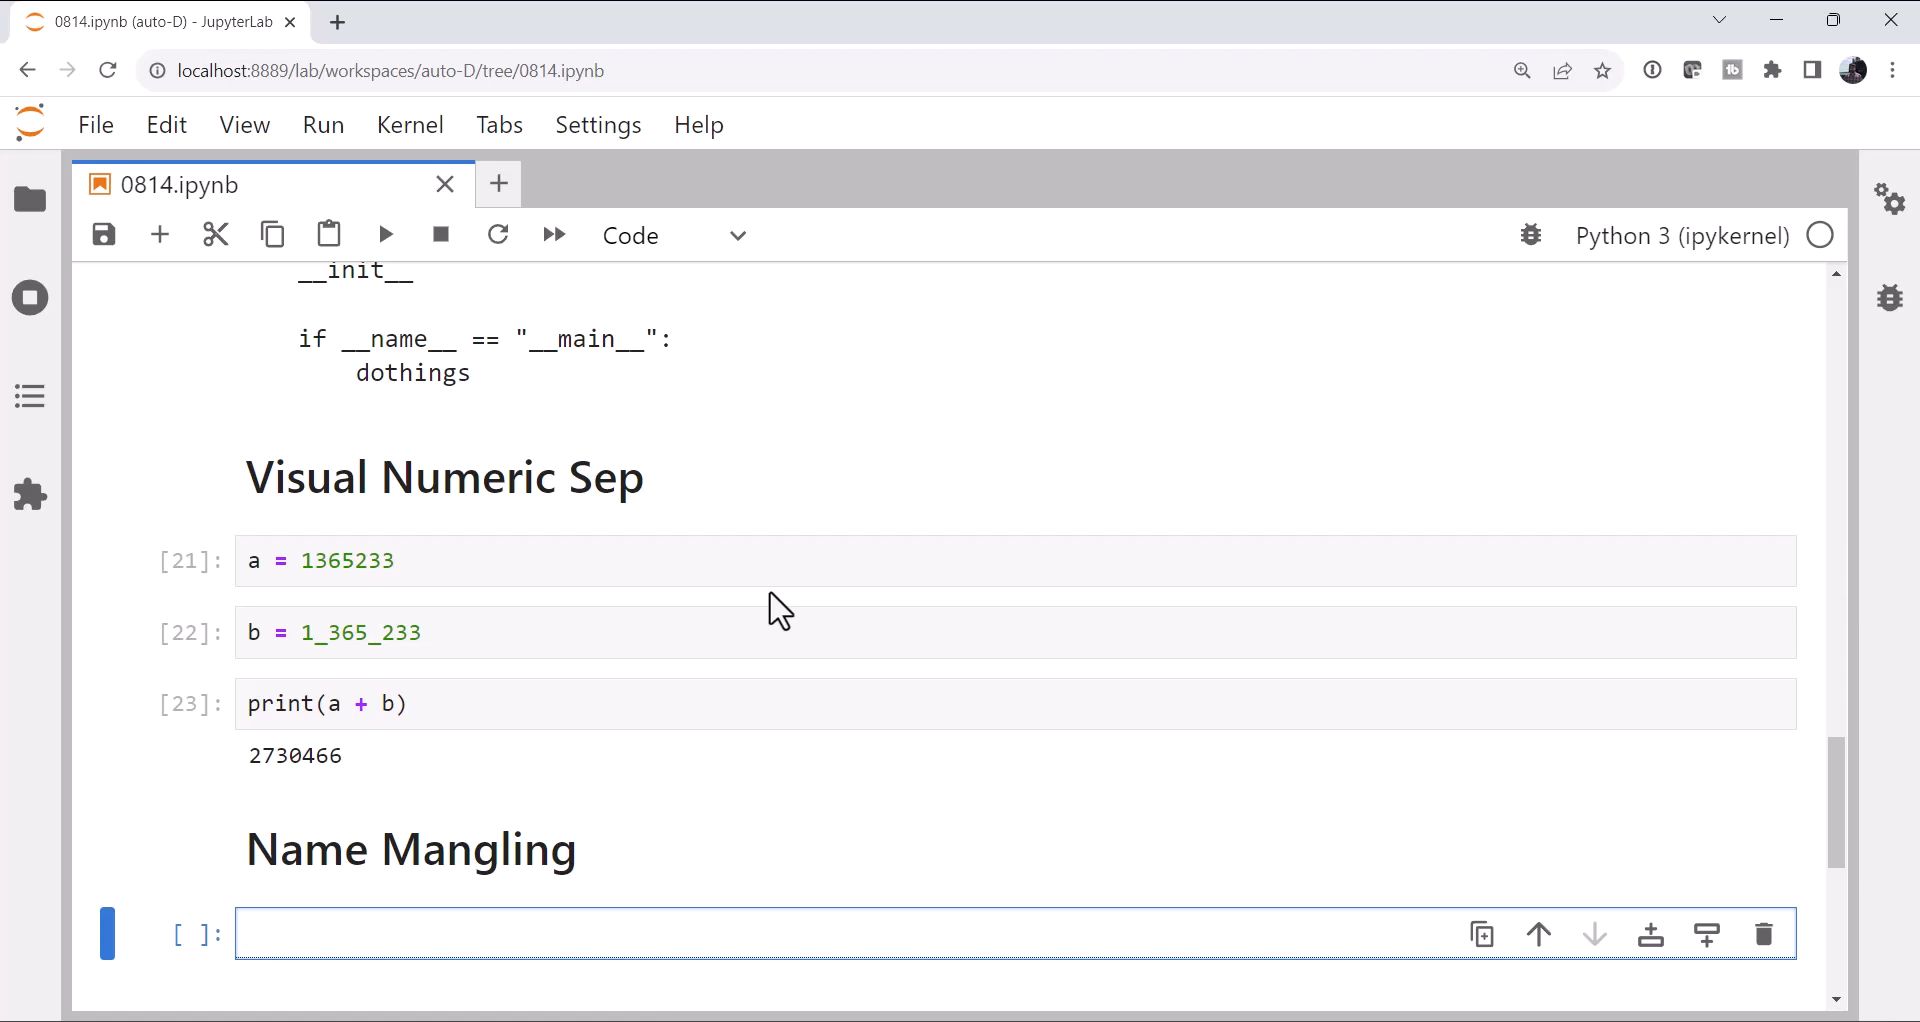 0814.ipynb (auto-D) - JupyterLab
localhost:8889/lab/workspaces/auto-D/tree/0814.ipynb
File Edit View Run Kernel Tabs Settings Help
0814.ipynb
Code Python 3 (ipykernel)
__init__
if __name__ == "__main__":
dothings
Visual Numeric Sep
[21]: a = 1365233
[22]: b = 1_365_233
[23]: print(a + b)
2730466
Name Mangling
[ ]: